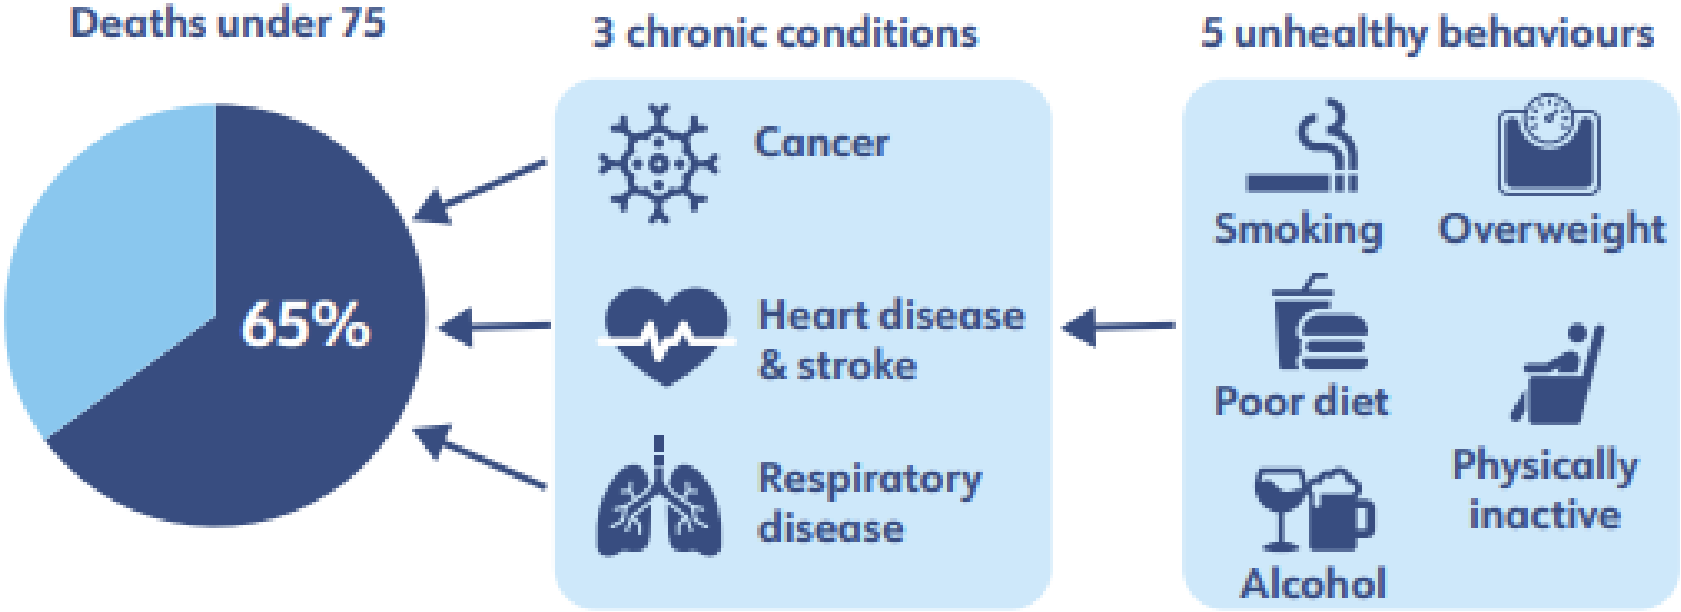 Deaths under 75
65%
3 chronic conditions
Cancer
Heart disease
& stroke
Respiratory
disease
5 unhealthy behaviours
Smoking
Overweight
Poor diet
Physically
inactive
Alcohol